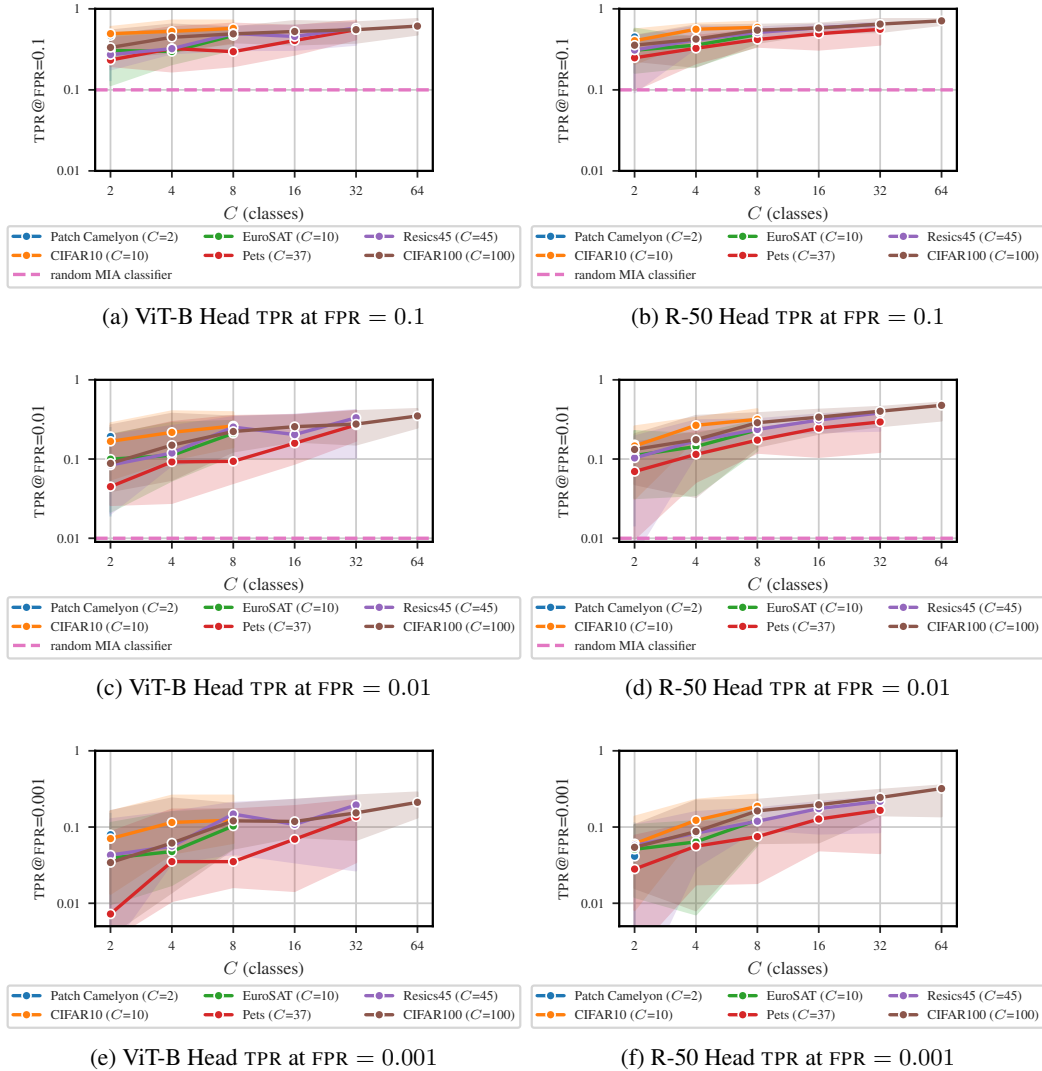 TPR@FPR=0.1
1
0.1
0.01
2 4 8 16 32 64
C (classes)
Patch Camelyon (C=2) EuroSAT (C=10) Resics45 (C=45)
CIFAR10 (C=10) Pets (C=37) CIFAR100 (C=100)
random MIA classifier
(a) ViT-B Head TPR at FPR = 0.1
TPR@FPR=0.1
1
0.1
0.01
2 4 8 16 32 64
C (classes)
Patch Camelyon (C=2) EuroSAT (C=10) Resics45 (C=45)
CIFAR10 (C=10) Pets (C=37) CIFAR100 (C=100)
random MIA classifier
(b) R-50 Head TPR at FPR = 0.1
TPR@FPR=0.01
1
0.1
0.01
2 4 8 16 32 64
C (classes)
Patch Camelyon (C=2) EuroSAT (C=10) Resics45 (C=45)
CIFAR10 (C=10) Pets (C=37) CIFAR100 (C=100)
random MIA classifier
(c) ViT-B Head TPR at FPR = 0.01
TPR@FPR=0.01
1
0.1
0.01
2 4 8 16 32 64
C (classes)
Patch Camelyon (C=2) EuroSAT (C=10) Resics45 (C=45)
CIFAR10 (C=10) Pets (C=37) CIFAR100 (C=100)
random MIA classifier
(d) R-50 Head TPR at FPR = 0.01
TPR@FPR=0.001
1
0.1
0.01
2 4 8 16 32 64
C (classes)
Patch Camelyon (C=2) EuroSAT (C=10) Resics45 (C=45)
CIFAR10 (C=10) Pets (C=37) CIFAR100 (C=100)
(e) ViT-B Head TPR at FPR = 0.001
TPR@FPR=0.001
1
0.1
0.01
2 4 8 16 32 64
C (classes)
Patch Camelyon (C=2) EuroSAT (C=10) Resics45 (C=45)
CIFAR10 (C=10) Pets (C=37) CIFAR100 (C=100)
(f) R-50 Head TPR at FPR = 0.001